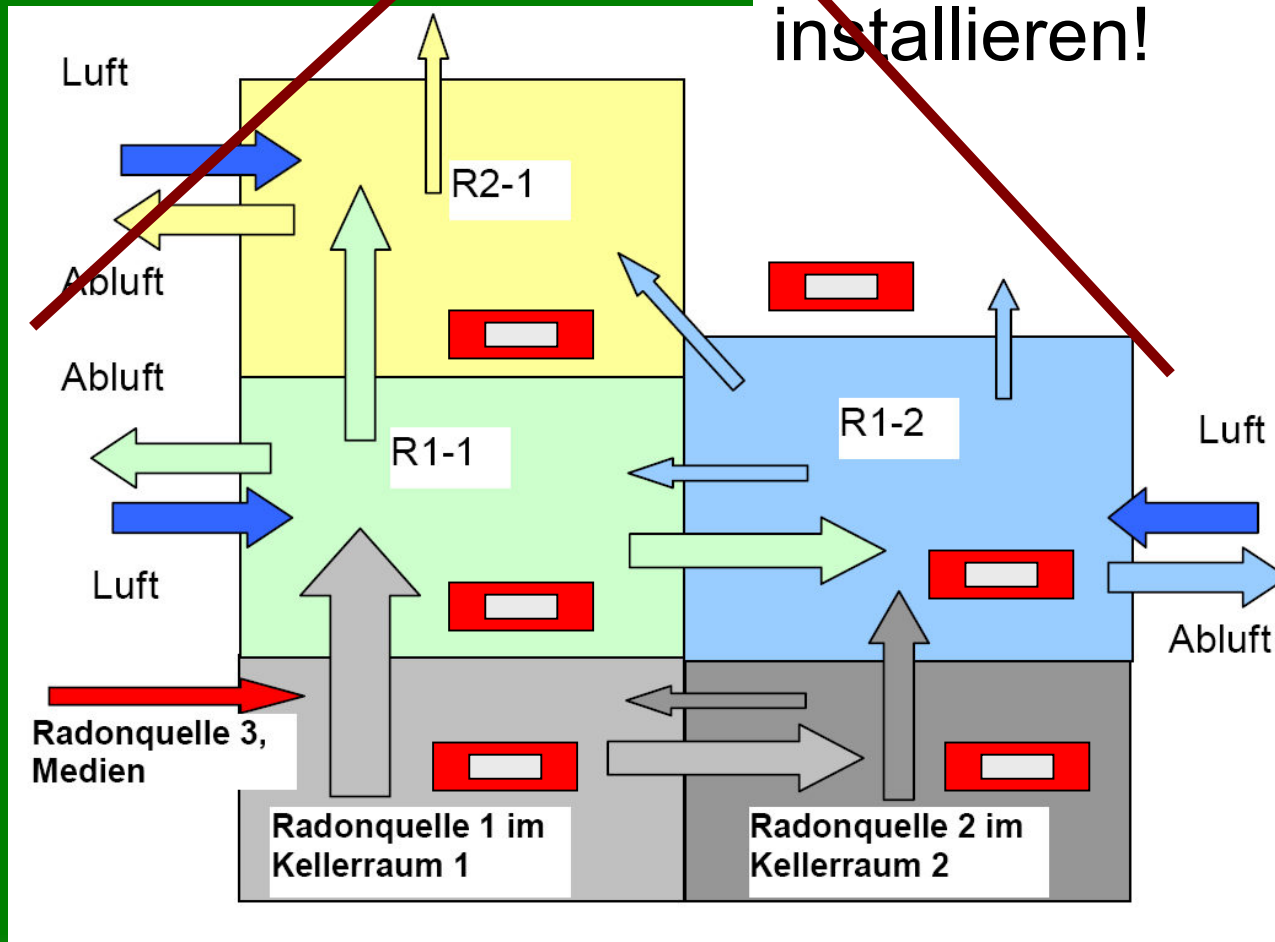 installieren!
Luft
R2-1
Abluft
Abluft
R1-1
R1-2
Luft
Luft
Abluft
Radonquelle 3,
Medien
Radonquelle 1 im
Kellerraum 1
Radonquelle 2 im
Kellerraum 2